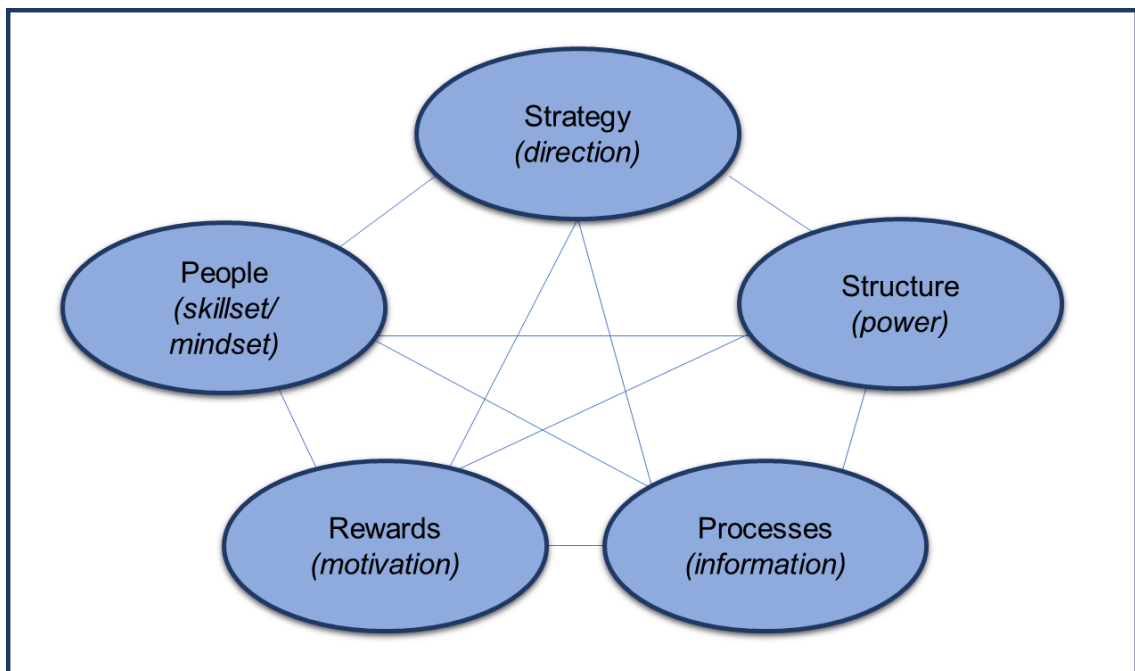 Strategy
(direction)
People
(skillset/
mindset)
Structure
(power)
Rewards
(motivation)
Processes
(information)